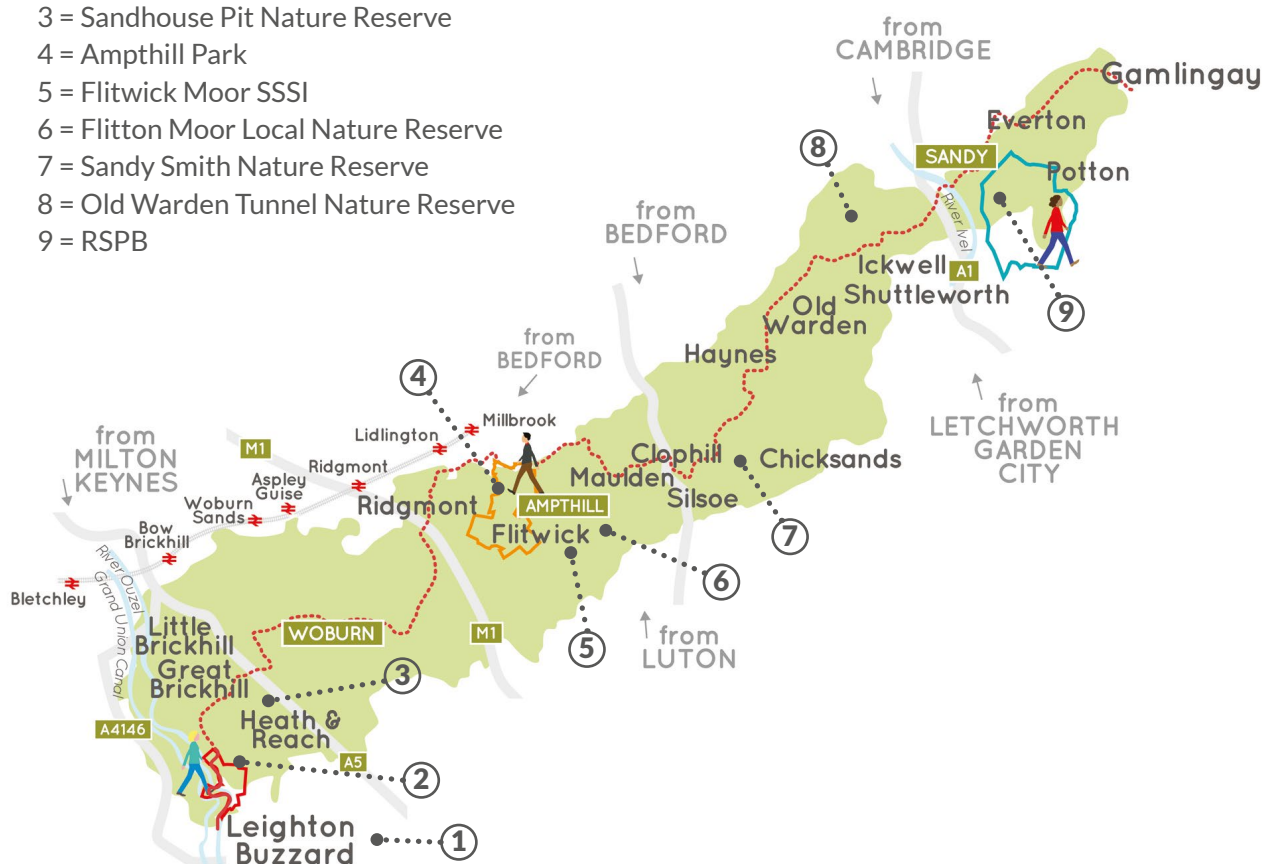 3 = Sandhouse Pit Nature Reserve
4 = Ampthill Park
5 = Flitwick Moor SSSI
6 = Flitton Moor Local Nature Reserve
7 = Sandy Smith Nature Reserve
8 = Old Warden Tunnel Nature Reserve
9 = RSPB
from
CAMBRIDGE
Gamlingay
Everton
8
SANDY
Potton
River Ivel
from
BEDFORD
Ickwell
A1
Shuttleworth
9
Old
Warden
Haynes
from
BEDFORD
4
from
LETCHWORTH
GARDEN
CITY
Millbrook
Lidlington
from
MILTON
KEYNES
M1
Ridgmont
Aspley
Guise
Woburn
Sands
Bow
Brickhill
Bletchley
Clophill
Chicksands
Maulden
Silsoe
Ridgmont
AMPTHILL
Flitwick
7
6
5
from
LUTON
River Ouzel
Grand Union Canal
Little
Brickhill
Great
Brickhill
WOBURN
M1
3
Heath &
Reach
A4146
A5
2
Leighton
Buzzard
1